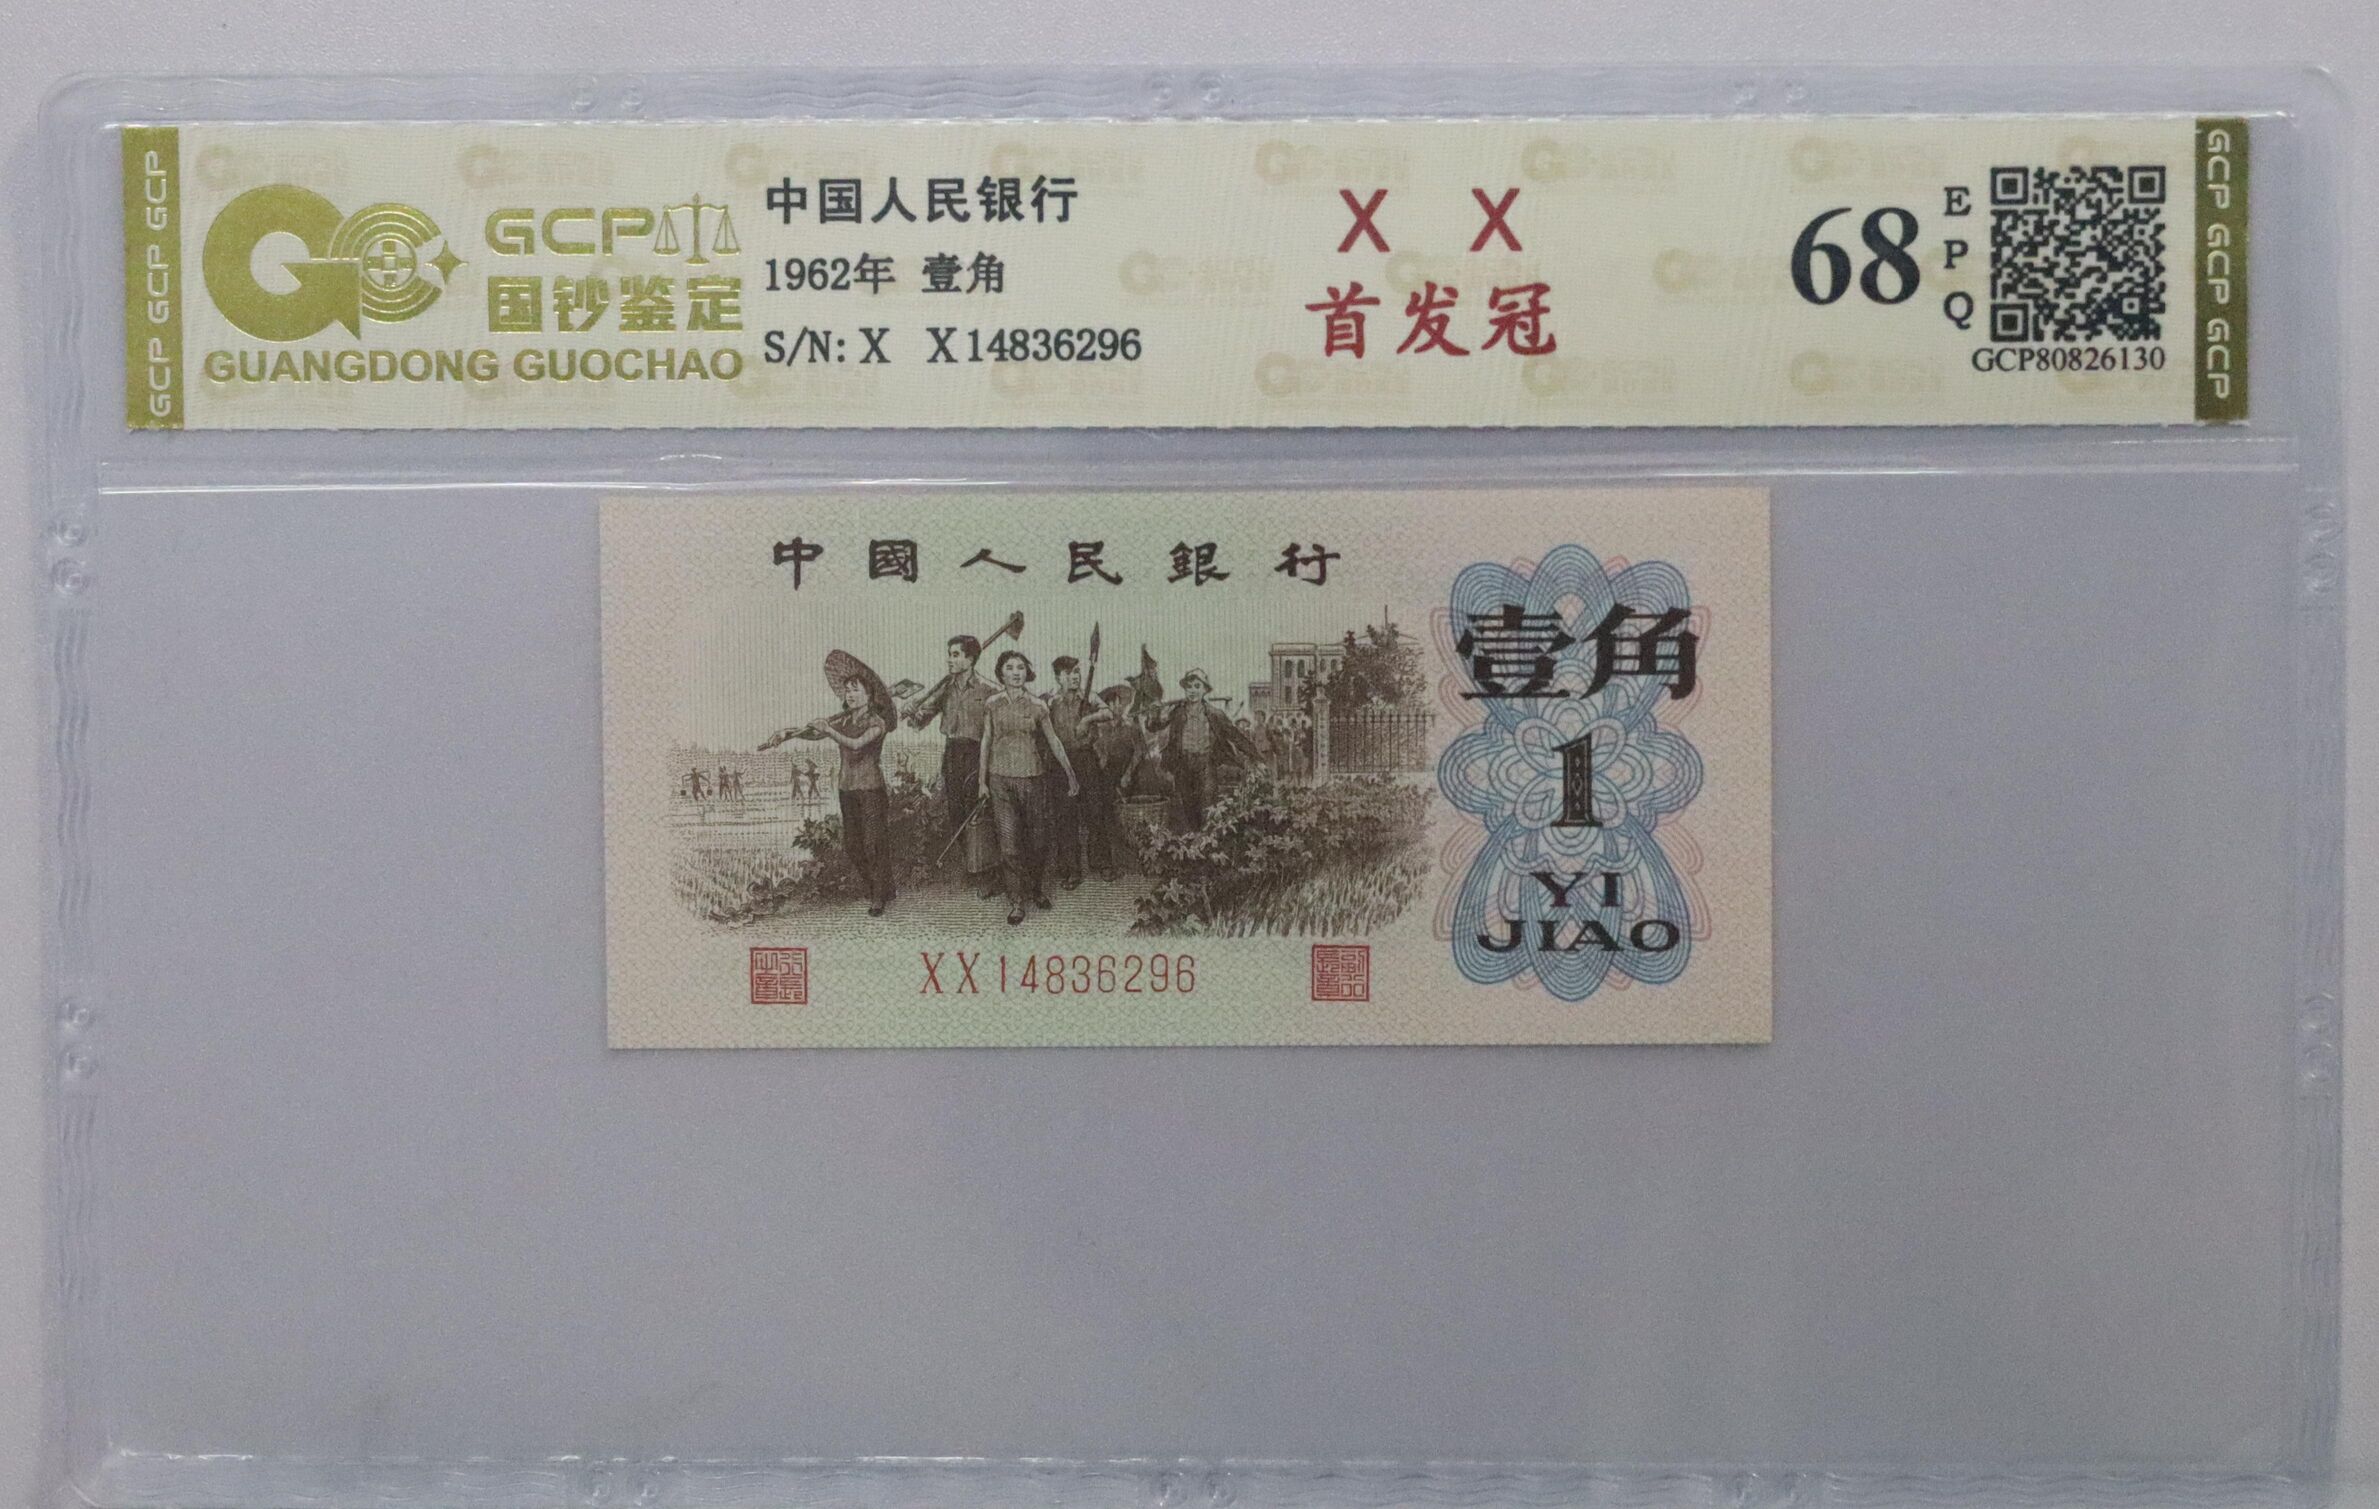 GCP GCP GCP
GCP
国钞鉴定
GUANGDONG GUOCHAO
中国人民银行
1962年 壹角
S/N: X X14836296
X X
首发冠
68
EPQ
GCP80826130
GCP GCP GCP
中國人民銀行
壹角
1
YI
JIAO
XX14836296